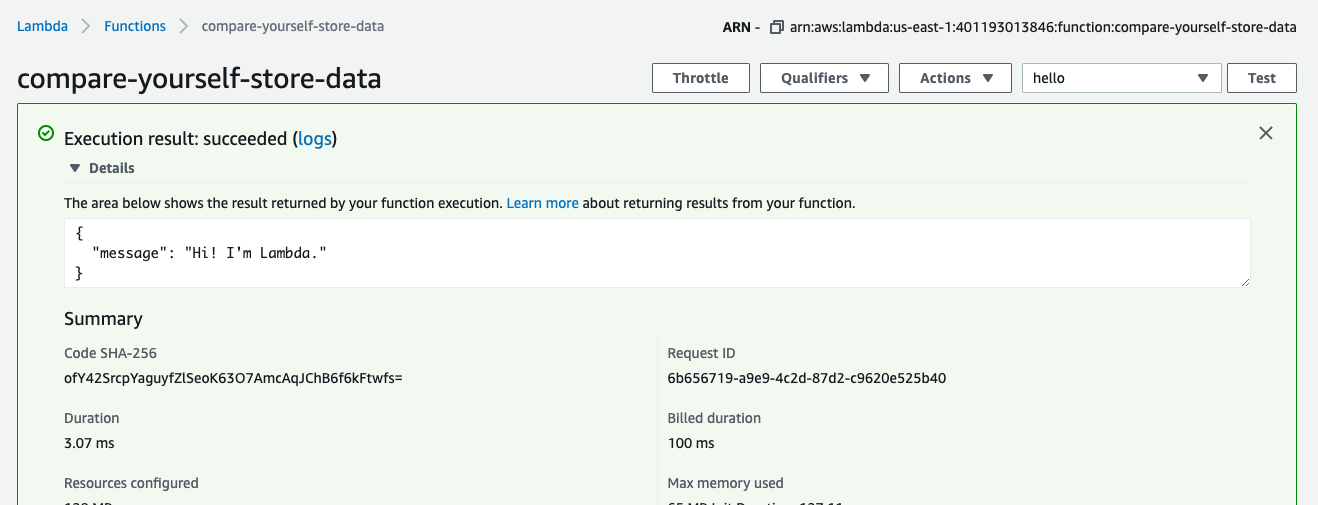 Lambda > Functions > compare-yourself-store-data ARN - arn:aws:lambda:us-east-1:401193013846:function:compare-yourself-store-data
compare-yourself-store-data Throttle Qualifiers Actions hello Test
Execution result: succeeded (logs)
Details
The area below shows the result returned by your function execution. Learn more about returning results from your function.
{
"message": "Hi! I'm Lambda."
}
Summary
Code SHA-256 Request ID
ofY42SrcpYaguyfZlSeoK63O7AmcAqJChB6f6kFtwfs= 6b656719-a9e9-4c2d-87d2-c9620e525b40
Duration Billed duration
3.07 ms 100 ms
Resources configured Max memory used